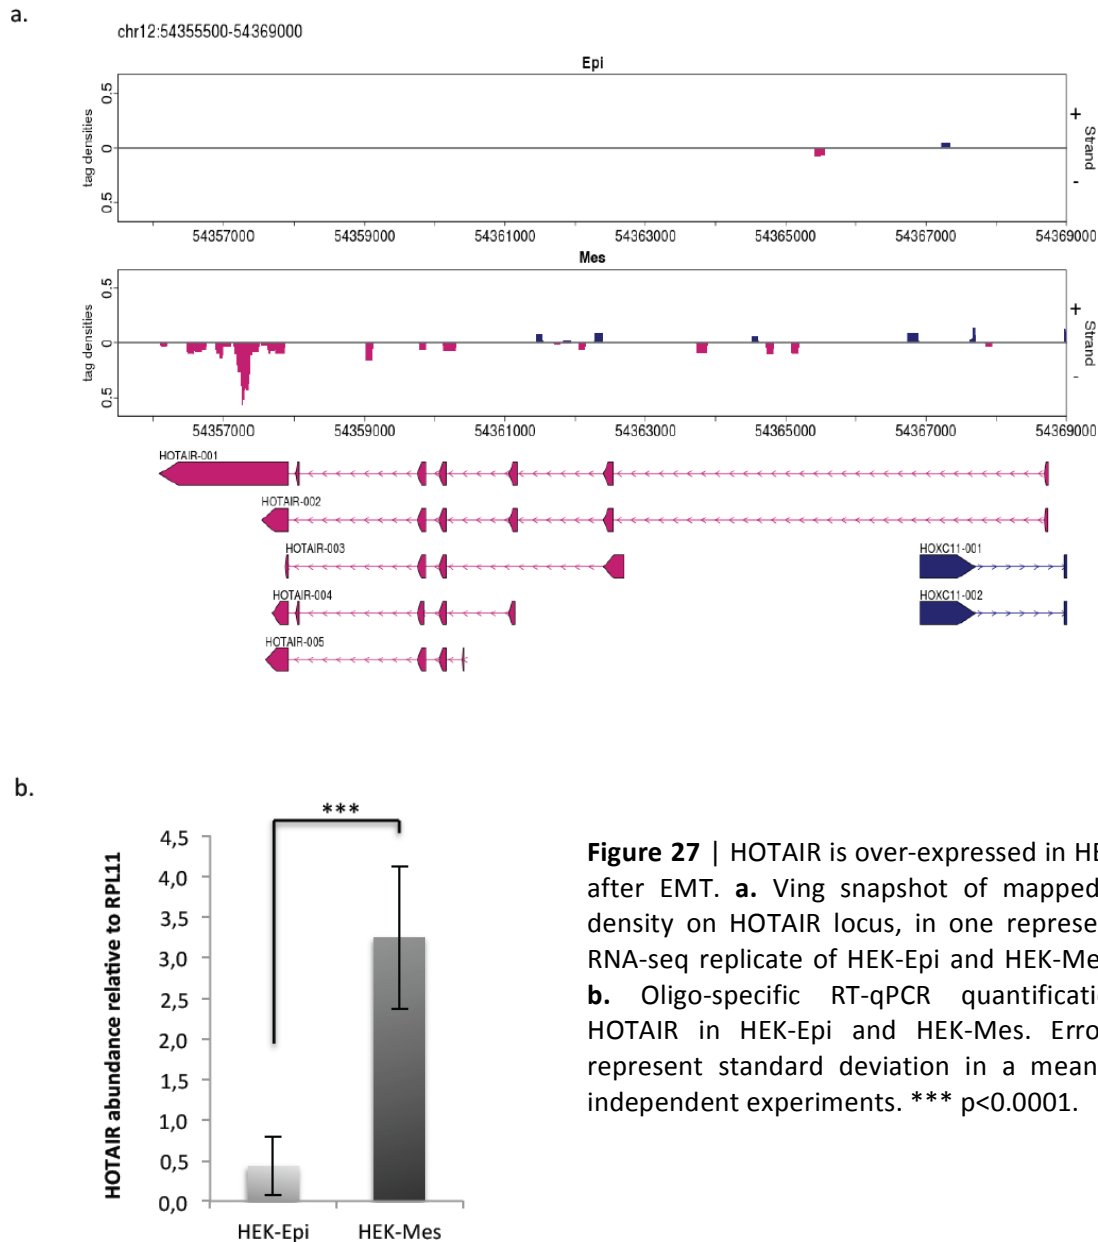 a.
chr12:54355500-54369000
Epi
tag densities
0.5
0
0.5
+
Strand
-
54357000 54359000 54361000 54363000 54365000 54367000 54369000
Mes
tag densities
0.5
0
0.5
+
Strand
-
54357000 54359000 54361000 54363000 54365000 54367000 54369000
HOTAIR-001
HOTAIR-002
HOTAIR-003
HOXC11-001
HOTAIR-004
HOXC11-002
HOTAIR-005
b.
***
HOTAIR abundance relative to RPL11
4,5
4,0
3,5
3,0
2,5
2,0
1,5
1,0
0,5
0,0
HEK-Epi HEK-Mes
Figure 27 | HOTAIR is over-expressed in HE
after EMT. a. Ving snapshot of mapped
density on HOTAIR locus, in one represe
RNA-seq replicate of HEK-Epi and HEK-Me
b. Oligo-specific RT-qPCR quantificati
HOTAIR in HEK-Epi and HEK-Mes. Erro
represent standard deviation in a mean
independent experiments. *** p<0.0001.